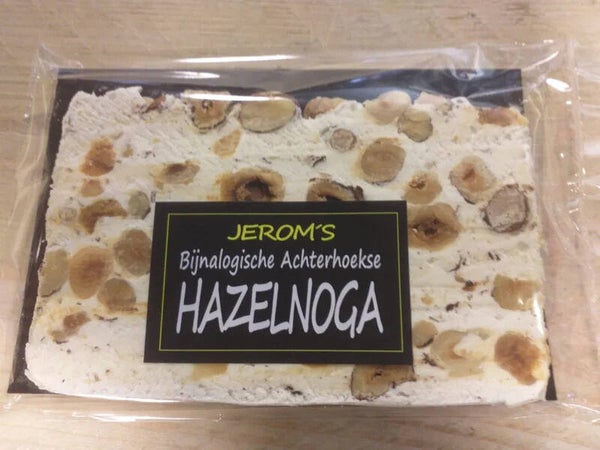 JEROM'S
Bijnalogische Achterhoekse
HAZELNOGA